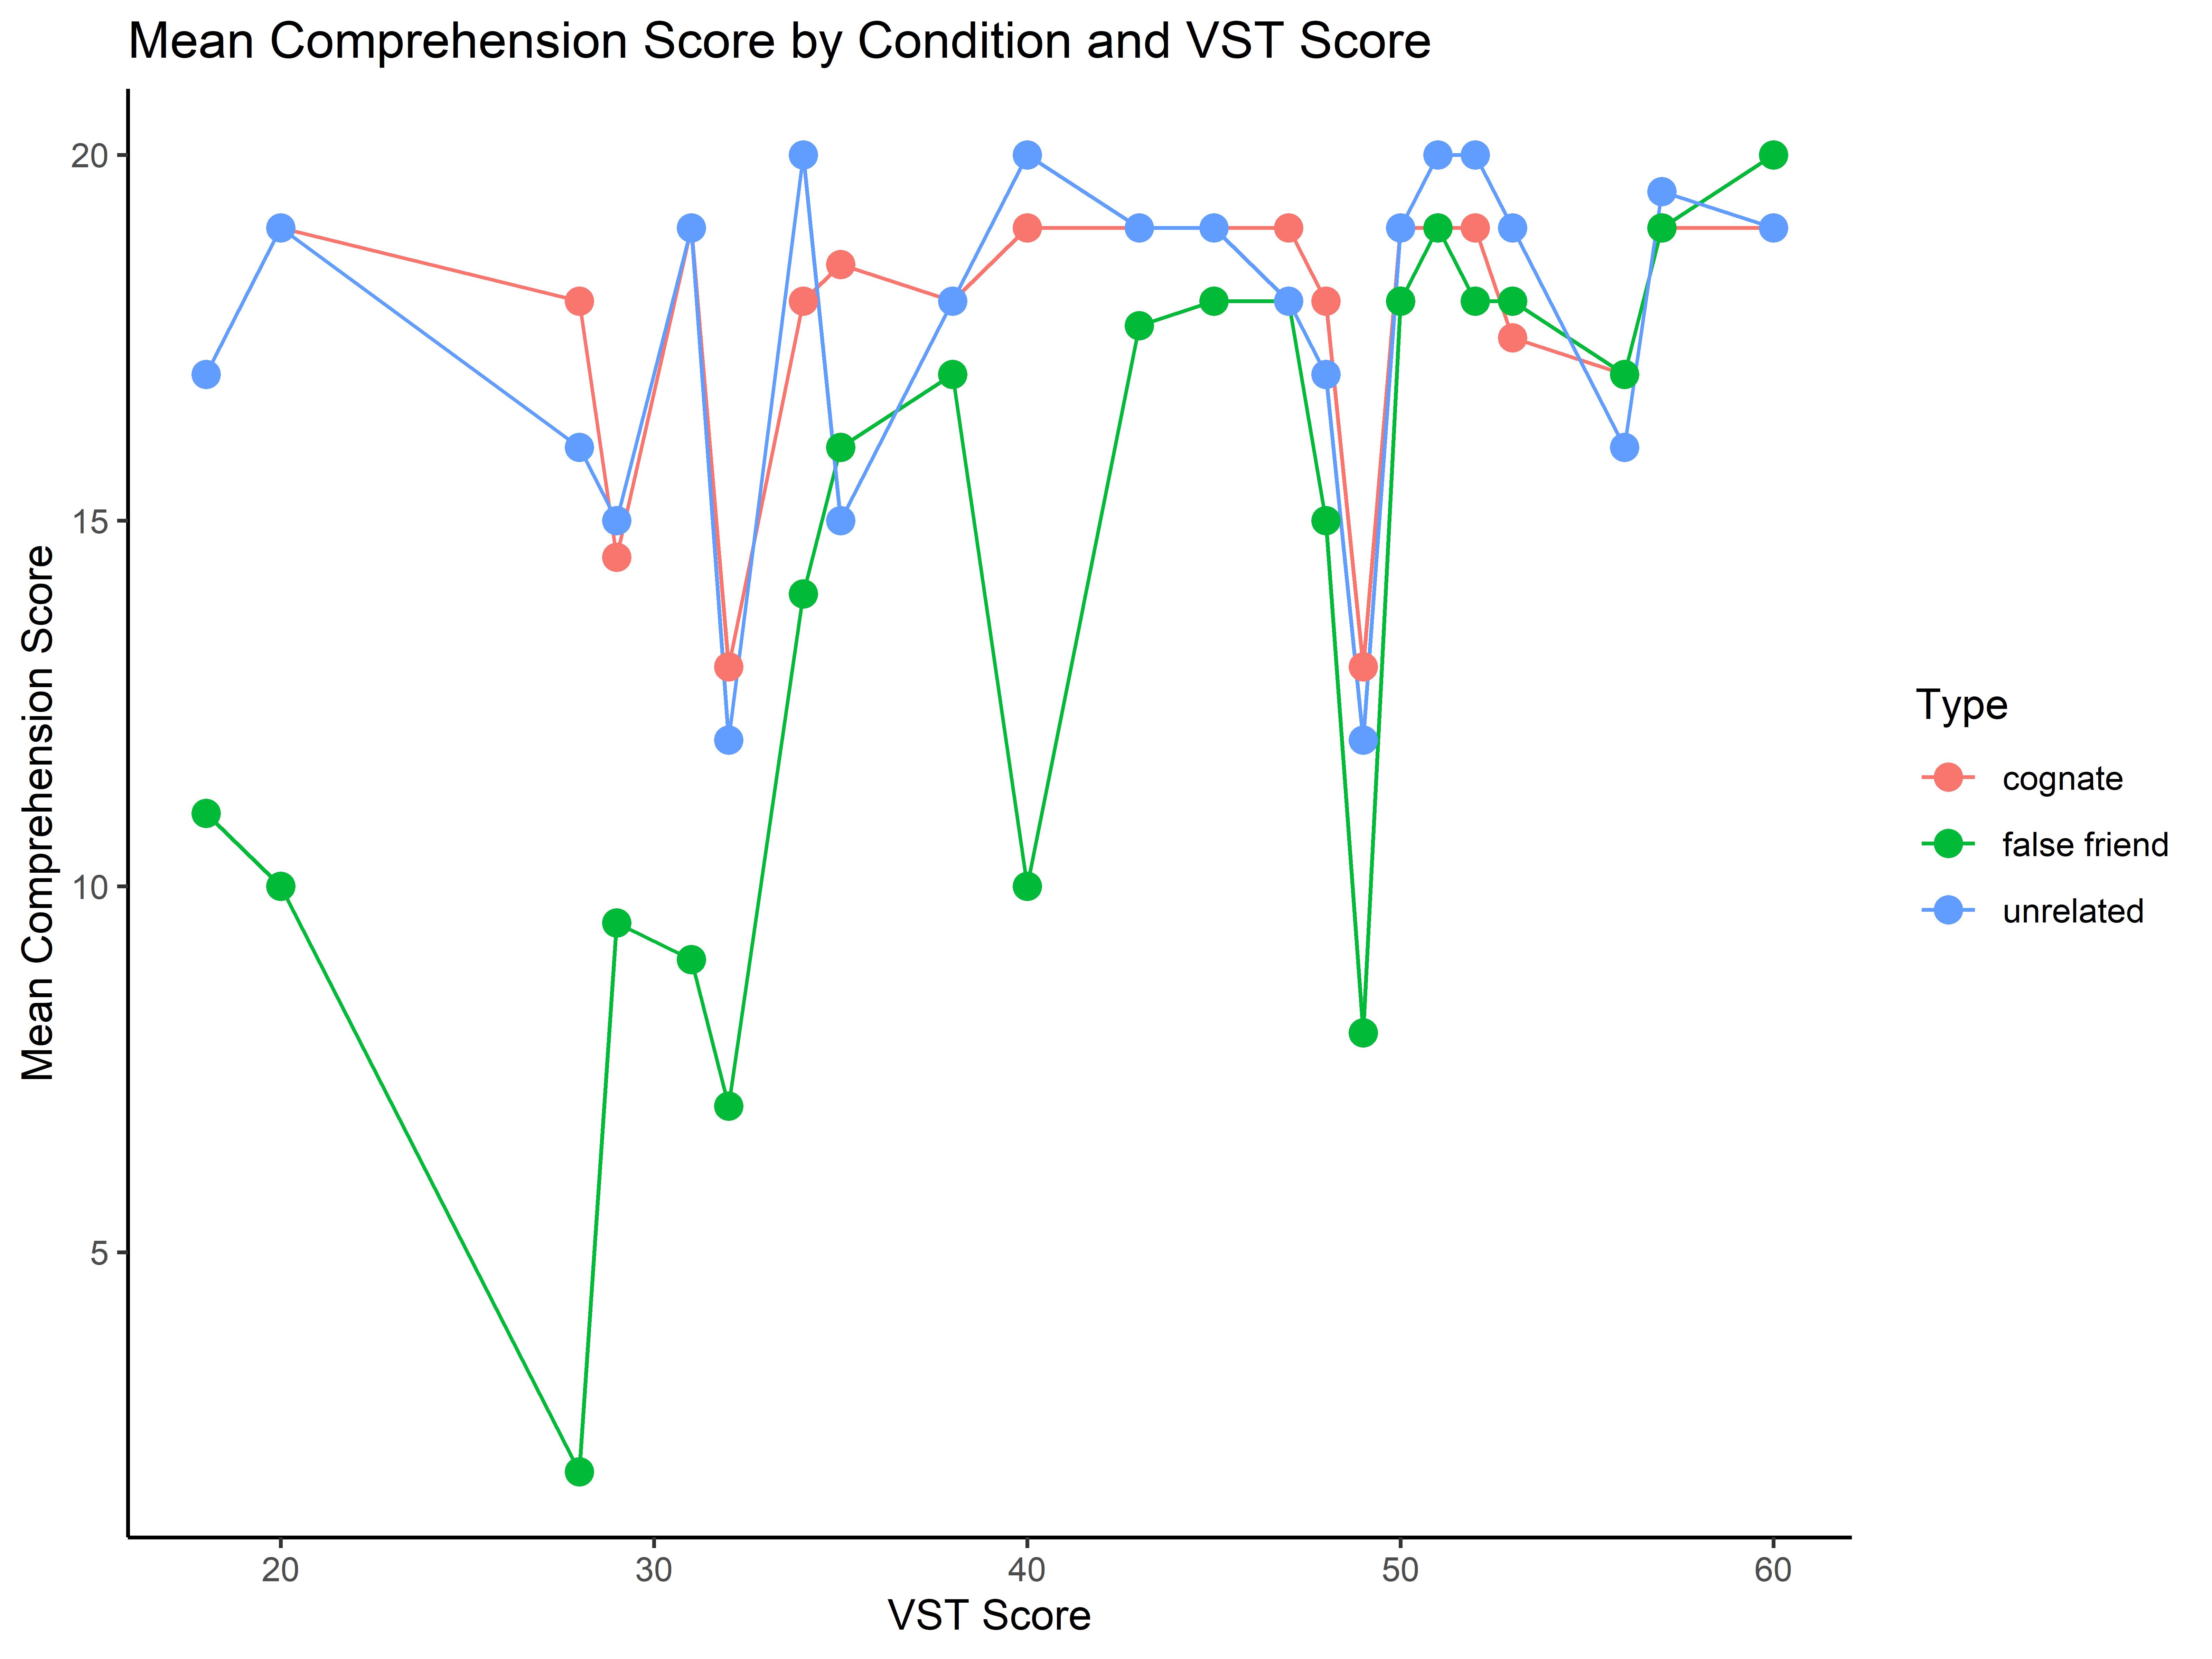 Mean Comprehension Score by Condition and VST Score
Mean Comprehension Score
20
15
10
5
20 30 40 50 60
VST Score
Type
cognate
false friend
unrelated